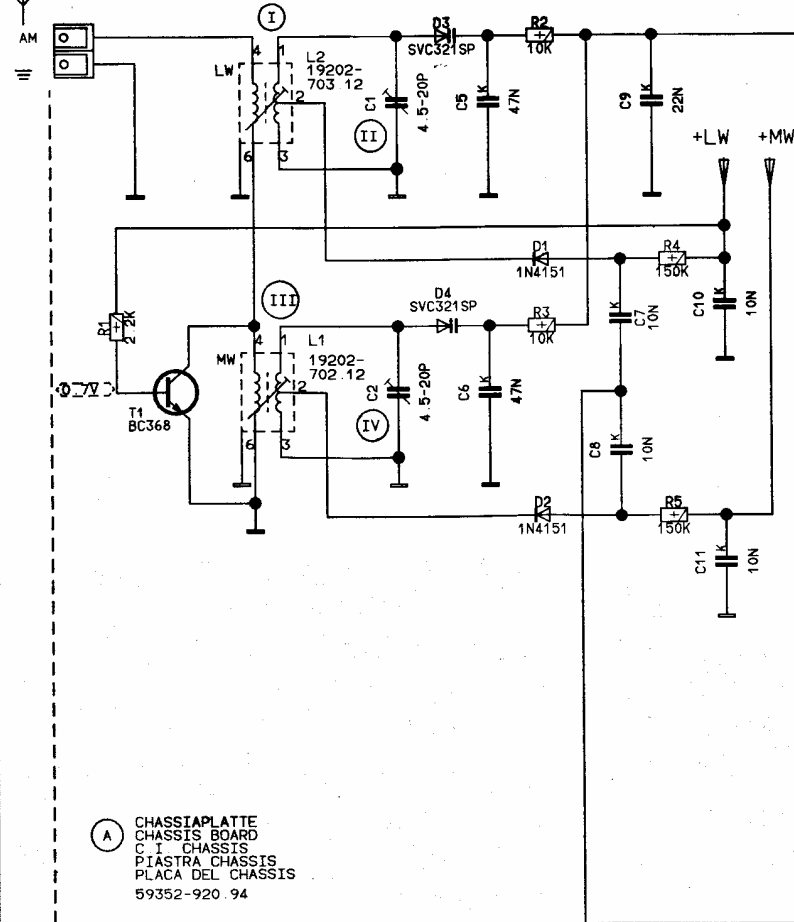 I
AM
4
1
D3
SVC321SP
R2
10K
LW
L2
19202-
703.12
2
C1
4.5-20P
K
C5
47N
K
C9
22N
II
6
3
+LW
+MW
D1
1N4151
R4
150K
K
C7
10N
K
C10
10N
III
D4
SVC321SP
R3
10K
R1
2.2K
4
1
L1
MW
19202-
702.12
2
C2
4.5-20P
K
C6
47N
0.7V
T1
BC368
IV
6
3
K
C8
10N
D2
1N4151
R5
150K
K
C11
10N
A
CHASSIAPLATTE
CHASSIS BOARD
C.I. CHASSIS
PIASTRA CHASSIS
PLACA DEL CHASSIS
59352-920.94